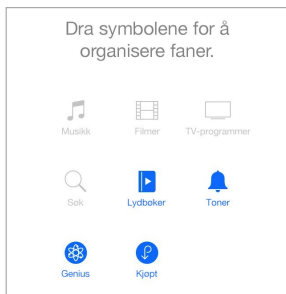 Dra symbolene for å
organisere faner.
Musikk Filmer TV-programmer
Søk Lydbøker Toner
Genius Kjøpt